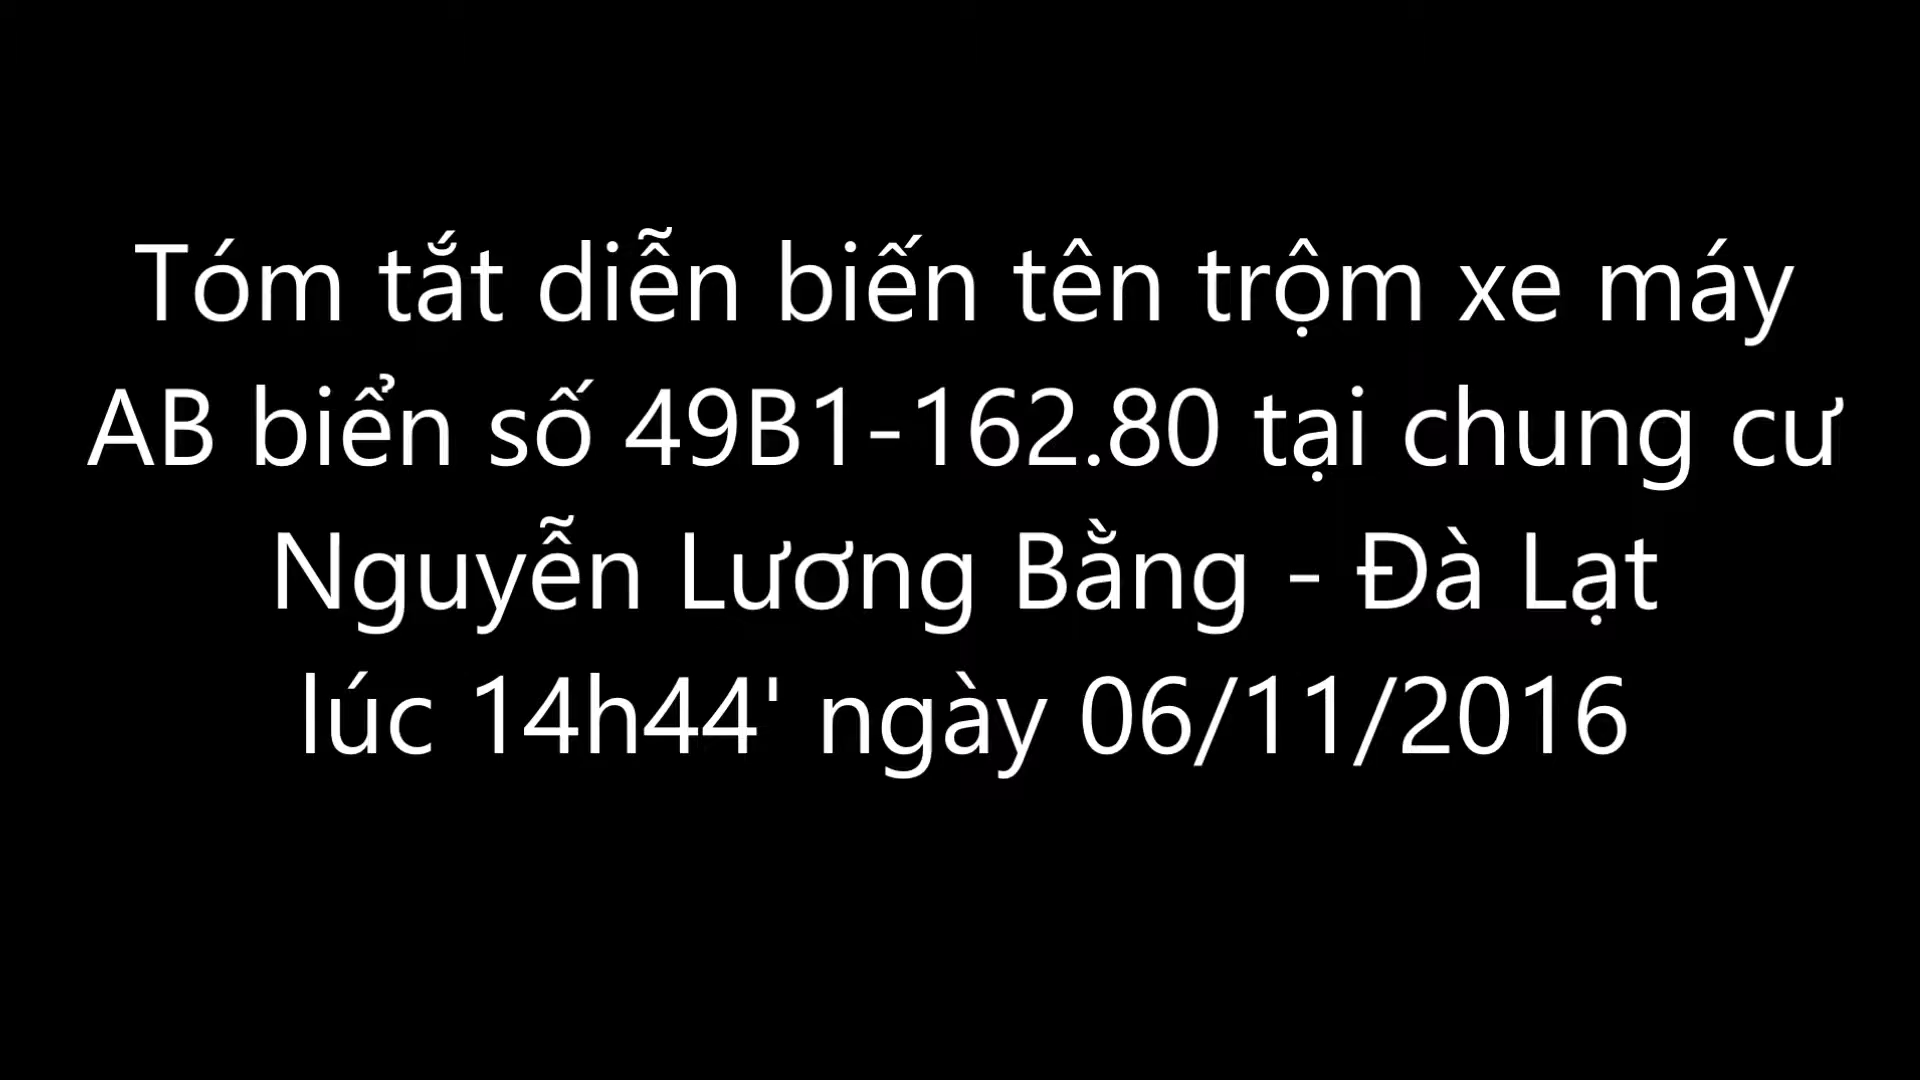 Tóm tắt diễn biến tên trộm xe máy
AB biển số 49B1-162.80 tại chung cư
Nguyễn Lương Bằng - Đà Lạt
lúc 14h44' ngày 06/11/2016